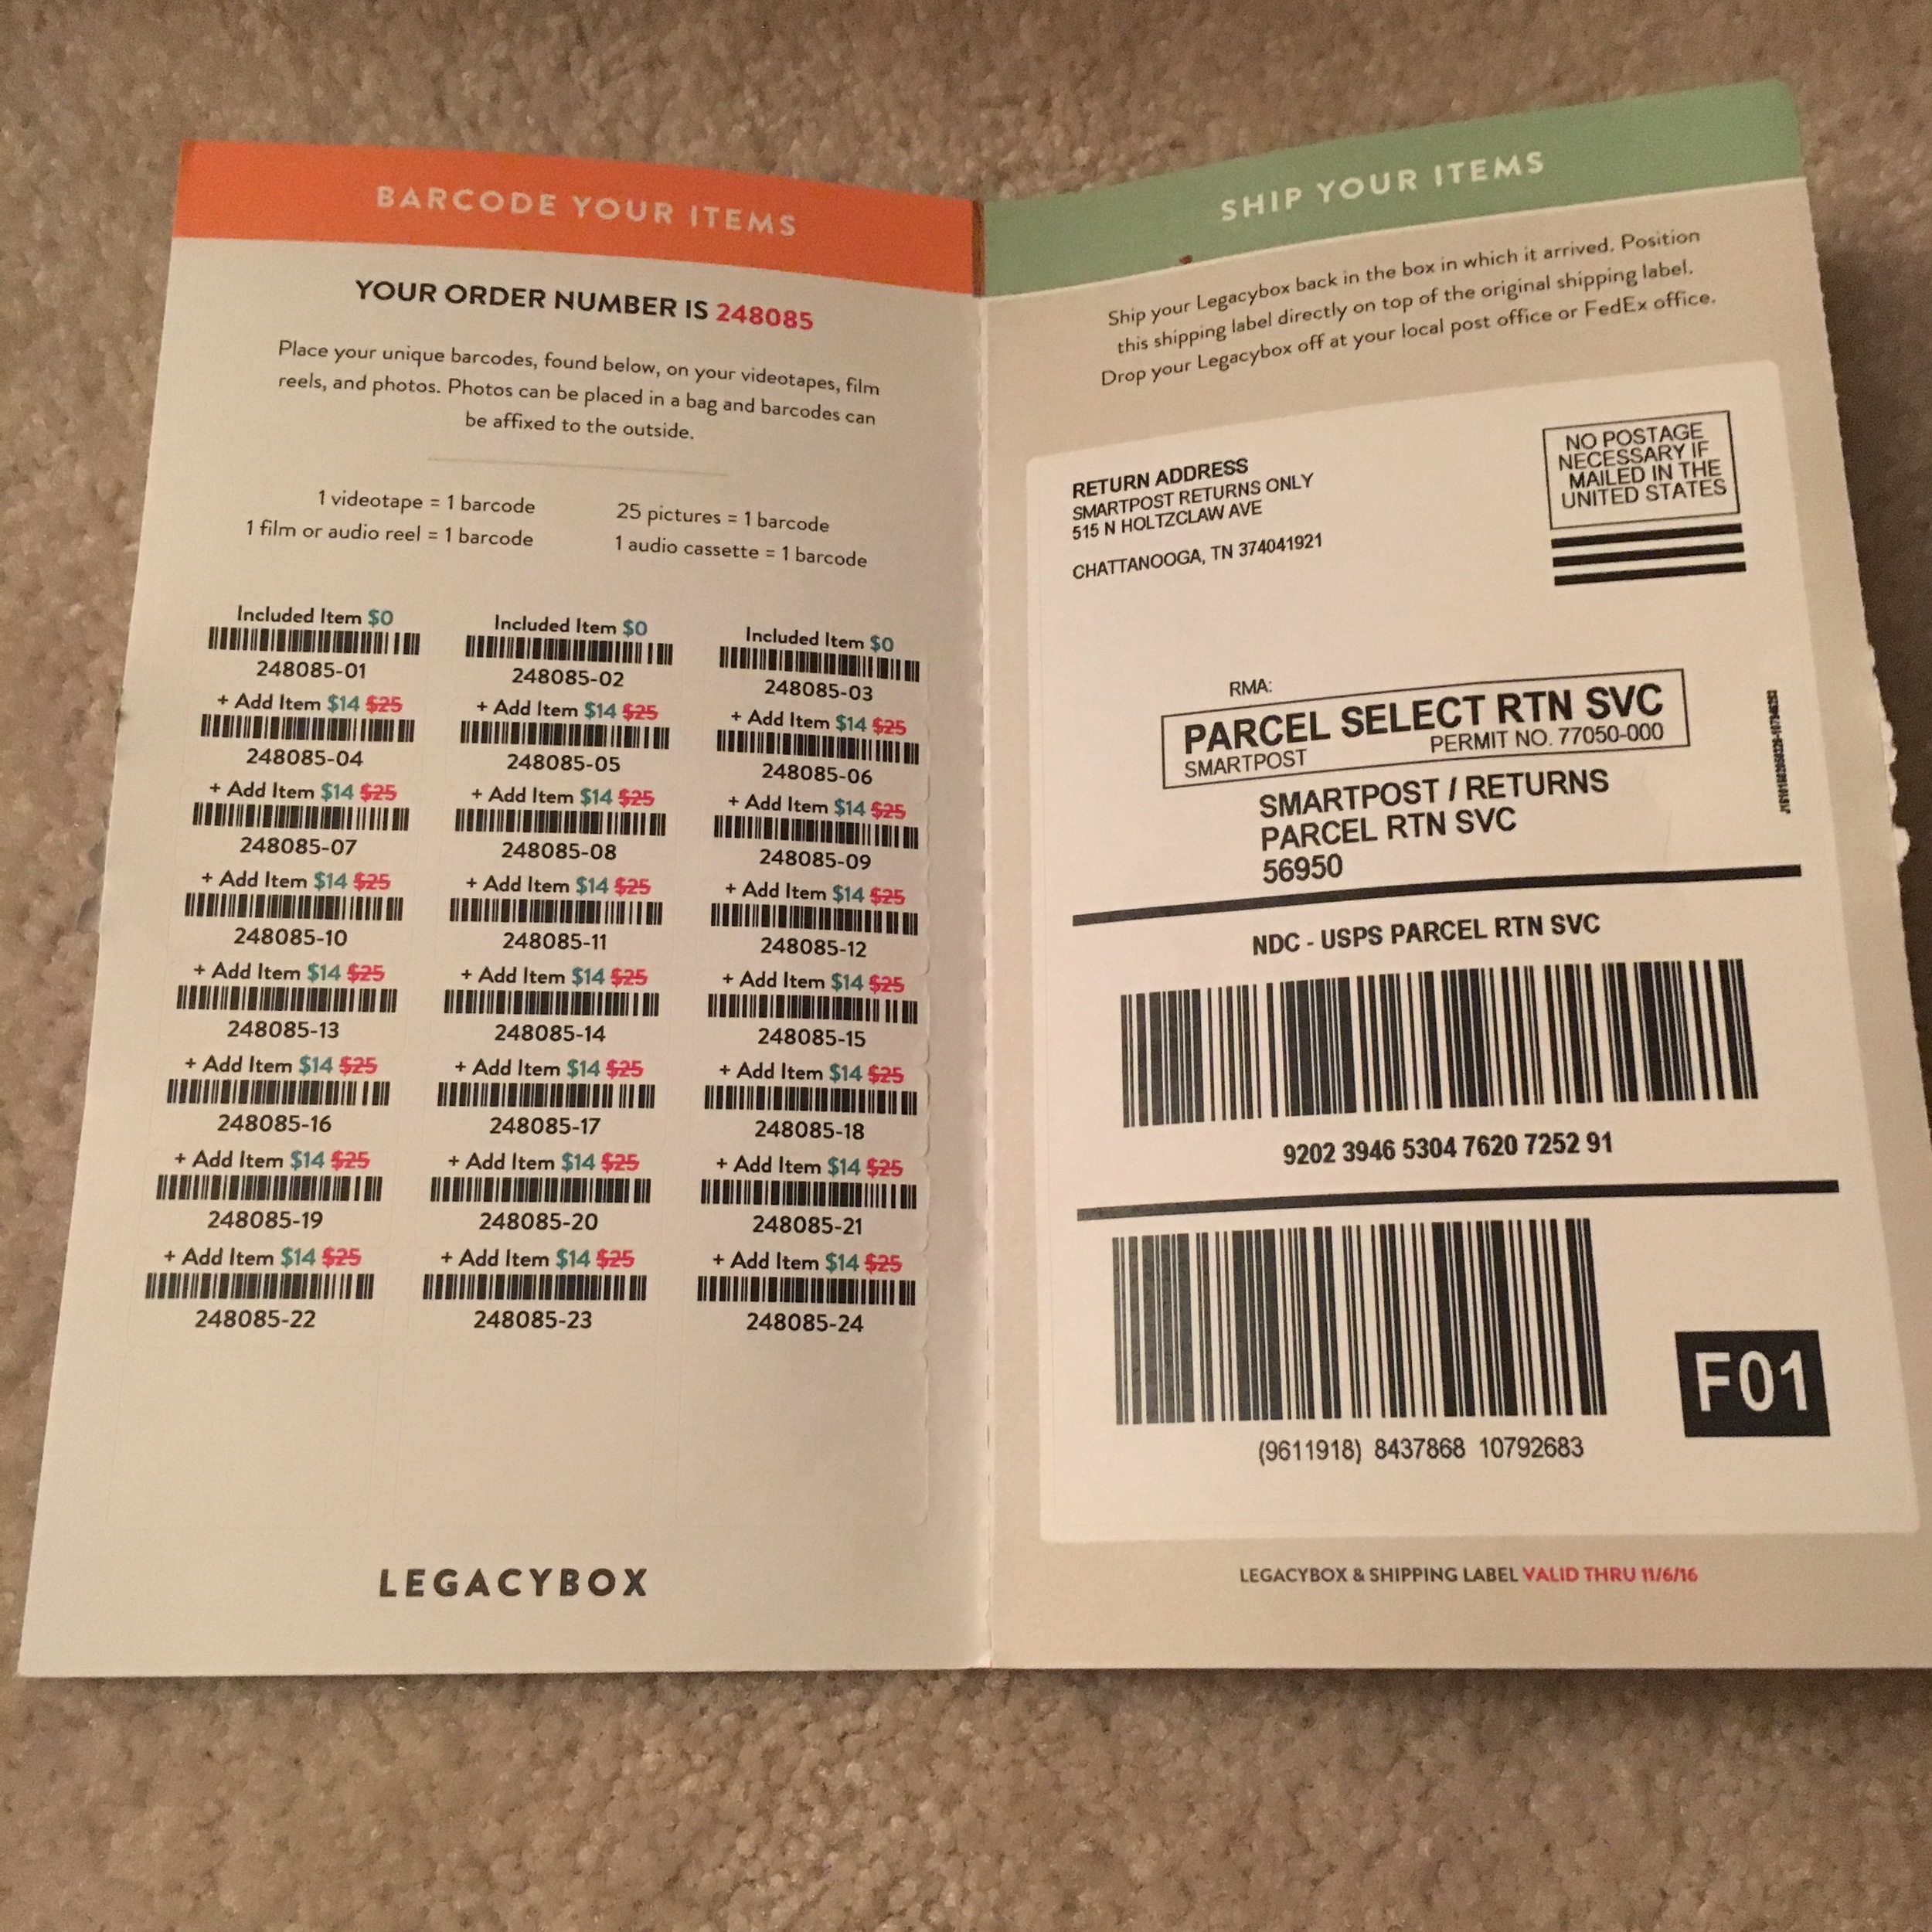 BARCODE YOUR ITEMS
YOUR ORDER NUMBER IS 248085
Place your unique barcodes, found below, on your videotapes, film
reels, and photos. Photos can be placed in a bag and barcodes can
be affixed to the outside.
1 videotape = 1 barcode
1 film or audio reel = 1 barcode
25 pictures = 1 barcode
1 audio cassette = 1 barcode
Included Item $0 Included Item $0 Included Item $0
248085-01 248085-02 248085-03
+ Add Item $14 $25 + Add Item $14 $25 + Add Item $14 $25
248085-04 248085-05 248085-06
+ Add Item $14 $25 + Add Item $14 $25 + Add Item $14 $25
248085-07 248085-08 248085-09
+ Add Item $14 $25 + Add Item $14 $25 + Add Item $14 $25
248085-10 248085-11 248085-12
+ Add Item $14 $25 + Add Item $14 $25 + Add Item $14 $25
248085-13 248085-14 248085-15
+ Add Item $14 $25 + Add Item $14 $25 + Add Item $14 $25
248085-16 248085-17 248085-18
+ Add Item $14 $25 + Add Item $14 $25 + Add Item $14 $25
248085-19 248085-20 248085-21
+ Add Item $14 $25 + Add Item $14 $25 + Add Item $14 $25
248085-22 248085-23 248085-24
LEGACYBOX
SHIP YOUR ITEMS
Ship your Legacybox back in the box in which it arrived. Position
this shipping label directly on top of the original shipping label.
Drop your Legacybox off at your local post office or FedEx office.
RETURN ADDRESS
SMARTPOST RETURNS ONLY
515 N HOLTZCLAW AVE
CHATTANOOGA, TN 374041921
NO POSTAGE
NECESSARY IF
MAILED IN THE
UNITED STATES
RMA:
PARCEL SELECT RTN SVC
SMARTPOST PERMIT NO. 77050-000
SMARTPOST / RETURNS
PARCEL RTN SVC
56950
NDC - USPS PARCEL RTN SVC
9202 3946 5304 7620 7252 91
F01
(9611918) 8437868 10792683
LEGACYBOX & SHIPPING LABEL VALID THRU 11/6/16